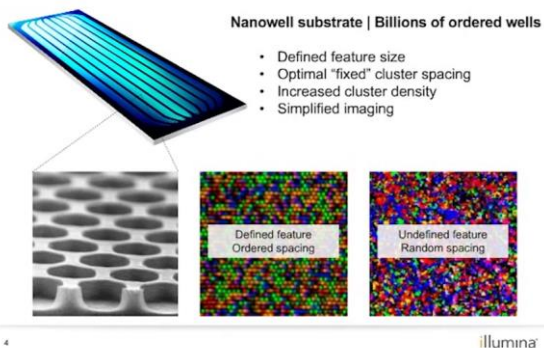 Nanowell substrate | Billions of ordered wells
• Defined feature size
• Optimal “fixed” cluster spacing
• Increased cluster density
• Simplified imaging
Defined feature
Ordered spacing
Undefined feature
Random spacing
4
illumina